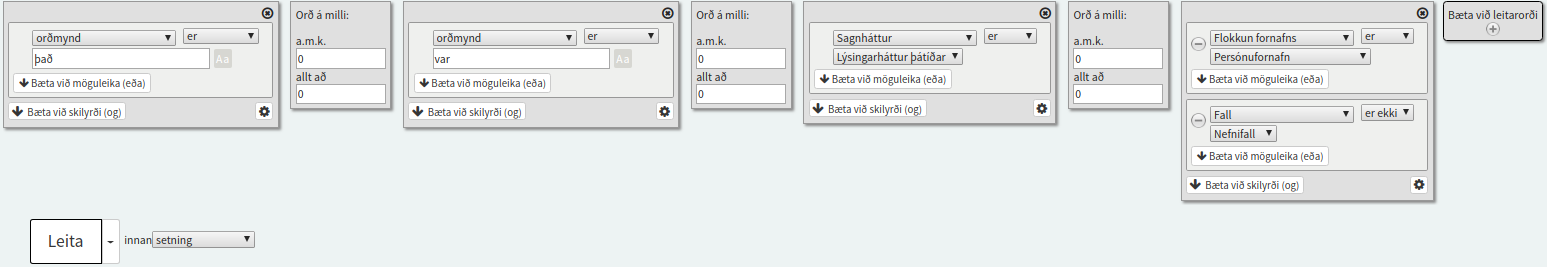 orðmynd er
það Aa
Bæta við möguleika (eða)
Bæta við skilyrði (og)
Orð á milli:
a.m.k.
0
allt að
0
orðmynd er
var Aa
Bæta við möguleika (eða)
Bæta við skilyrði (og)
Orð á milli:
a.m.k.
0
allt að
0
Sagnháttur er
Lýsingarháttur þátíðar
Bæta við möguleika (eða)
Bæta við skilyrði (og)
Orð á milli:
a.m.k.
0
allt að
0
Flokkun fornafns er
Persónufornafn
Bæta við möguleika (eða)
Fall er ekki
Nefnifall
Bæta við möguleika (eða)
Bæta við skilyrði (og)
Bæta við leitarorði
Leita innan setning